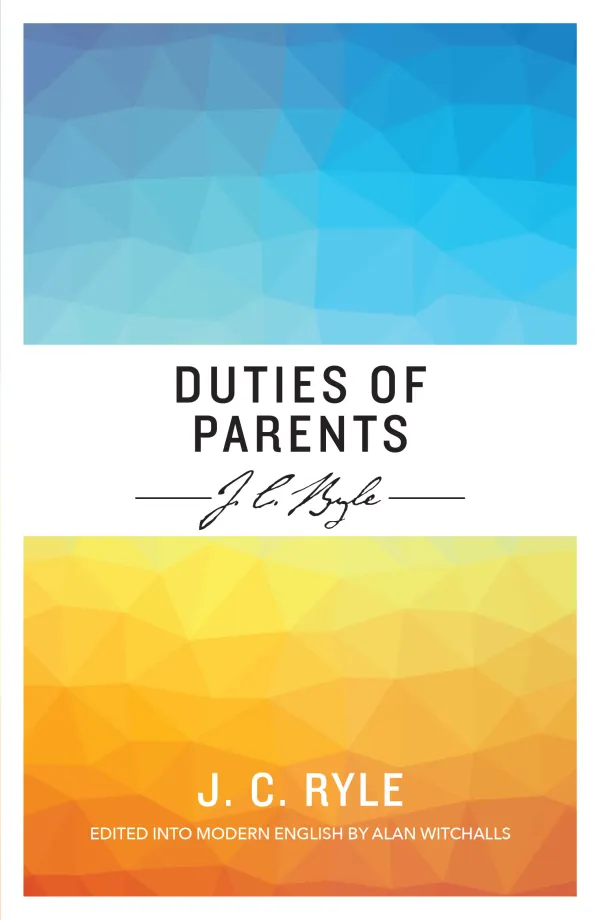 DUTIES OF
PARENTS
J. C. Ryle
J. C. RYLE
EDITED INTO MODERN ENGLISH BY ALAN WITCHALLS